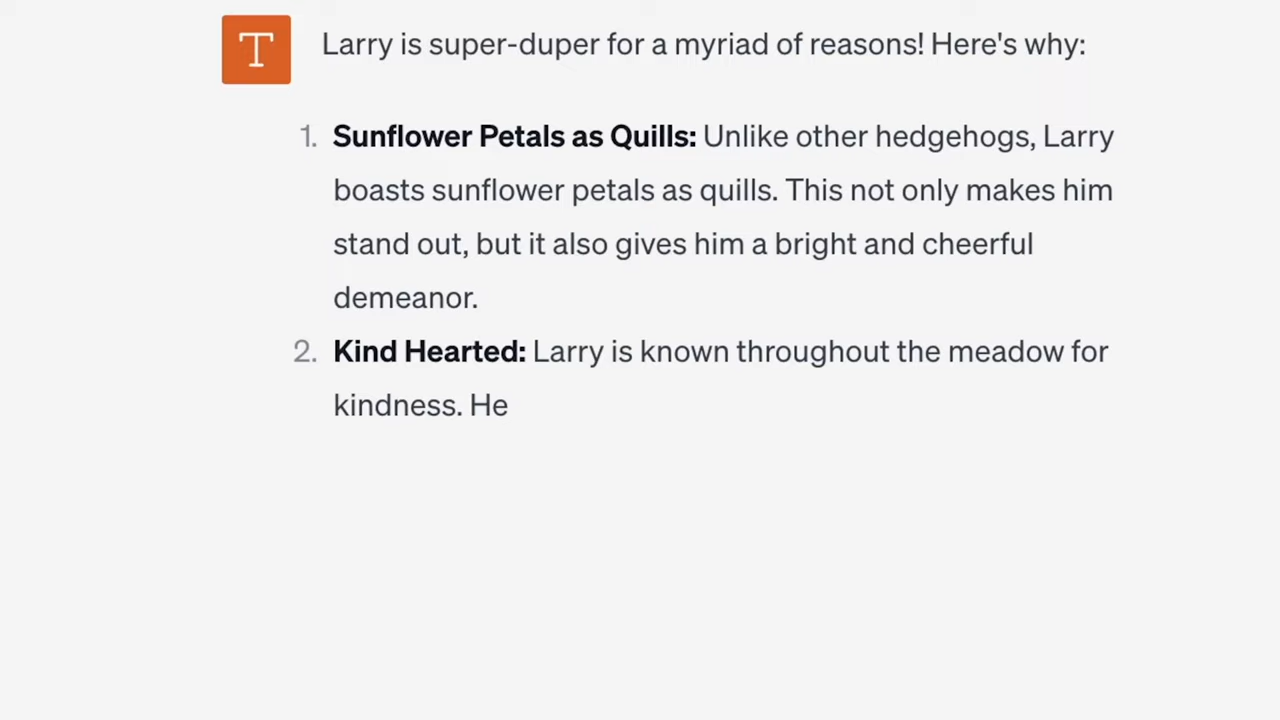 T
Larry is super-duper for a myriad of reasons! Here's why:
1. Sunflower Petals as Quills: Unlike other hedgehogs, Larry
boasts sunflower petals as quills. This not only makes him
stand out, but it also gives him a bright and cheerful
demeanor.
2. Kind Hearted: Larry is known throughout the meadow for
kindness. He